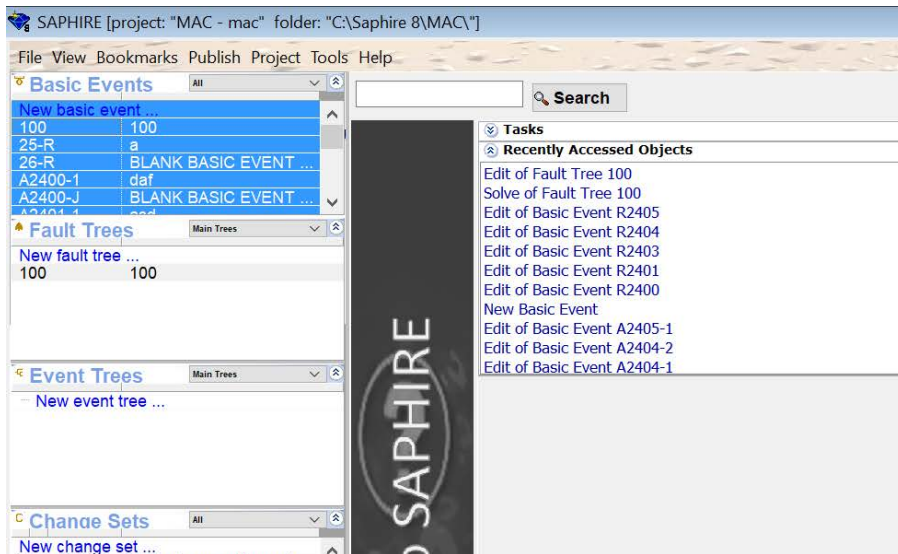 SAPHIRE [project: "MAC - mac" folder: "C:\Saphire 8\MAC\"]
File View Bookmarks Publish Project Tools Help
Basic Events All
New basic event ...
100 100
25-R a
26-R BLANK BASIC EVENT ...
A2400-1 daf
A2400-J BLANK BASIC EVENT ...
A2401-1
Fault Trees Main Trees
New fault tree ...
100 100
Event Trees Main Trees
New event tree ...
Change Sets All
New change set ...
Search
Tasks
Recently Accessed Objects
Edit of Fault Tree 100
Solve of Fault Tree 100
Edit of Basic Event R2405
Edit of Basic Event R2404
Edit of Basic Event R2403
Edit of Basic Event R2401
Edit of Basic Event R2400
New Basic Event
Edit of Basic Event A2405-1
Edit of Basic Event A2404-2
Edit of Basic Event A2404-1
SAPHIRE